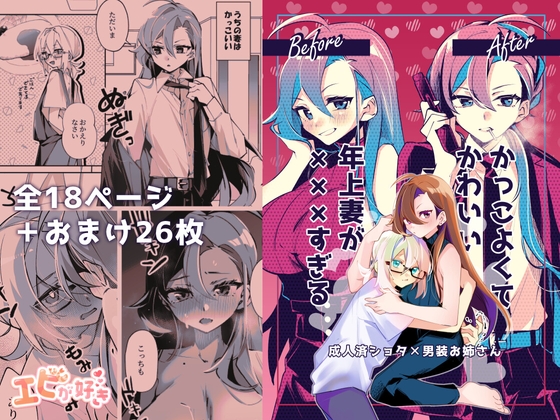 うちの妻は
かっこいい
ただいま
おかえり
なさい
ぬぎっ
全18ページ
+おまけ26枚
こっちも
もみ
エビが好き
Before
After
かっこよくて
かわいい
年上妻が
×××すぎる
成人済ショタ×男装お姉さん